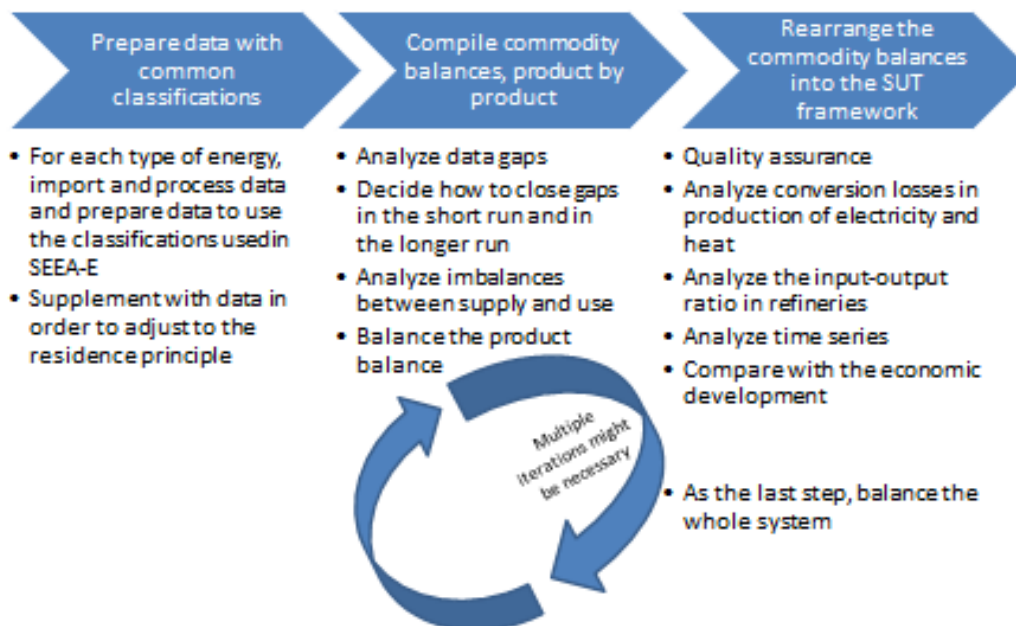 Prepare data with
common
classifications
• For each type of energy,
import and process data
and prepare data to use
the classifications usedin
SEEA-E
• Supplement with data in
order to adjust to the
residence principle
Compile commodity
balances, product by
product
• Analyze data gaps
• Decide how to close gaps
in the short run and in
the longer run
• Analyze imbalances
between supply and use
• Balance the product
balance
Multiple
iterations might
be necessary
Rearrange the
commodity balances
into the SUT
framework
• Quality assurance
• Analyze conversion losses in
production of electricity and
heat
• Analyze the input-output
ratio in refineries
• Analyze time series
• Compare with the economic
development
• As the last step, balance the
whole system